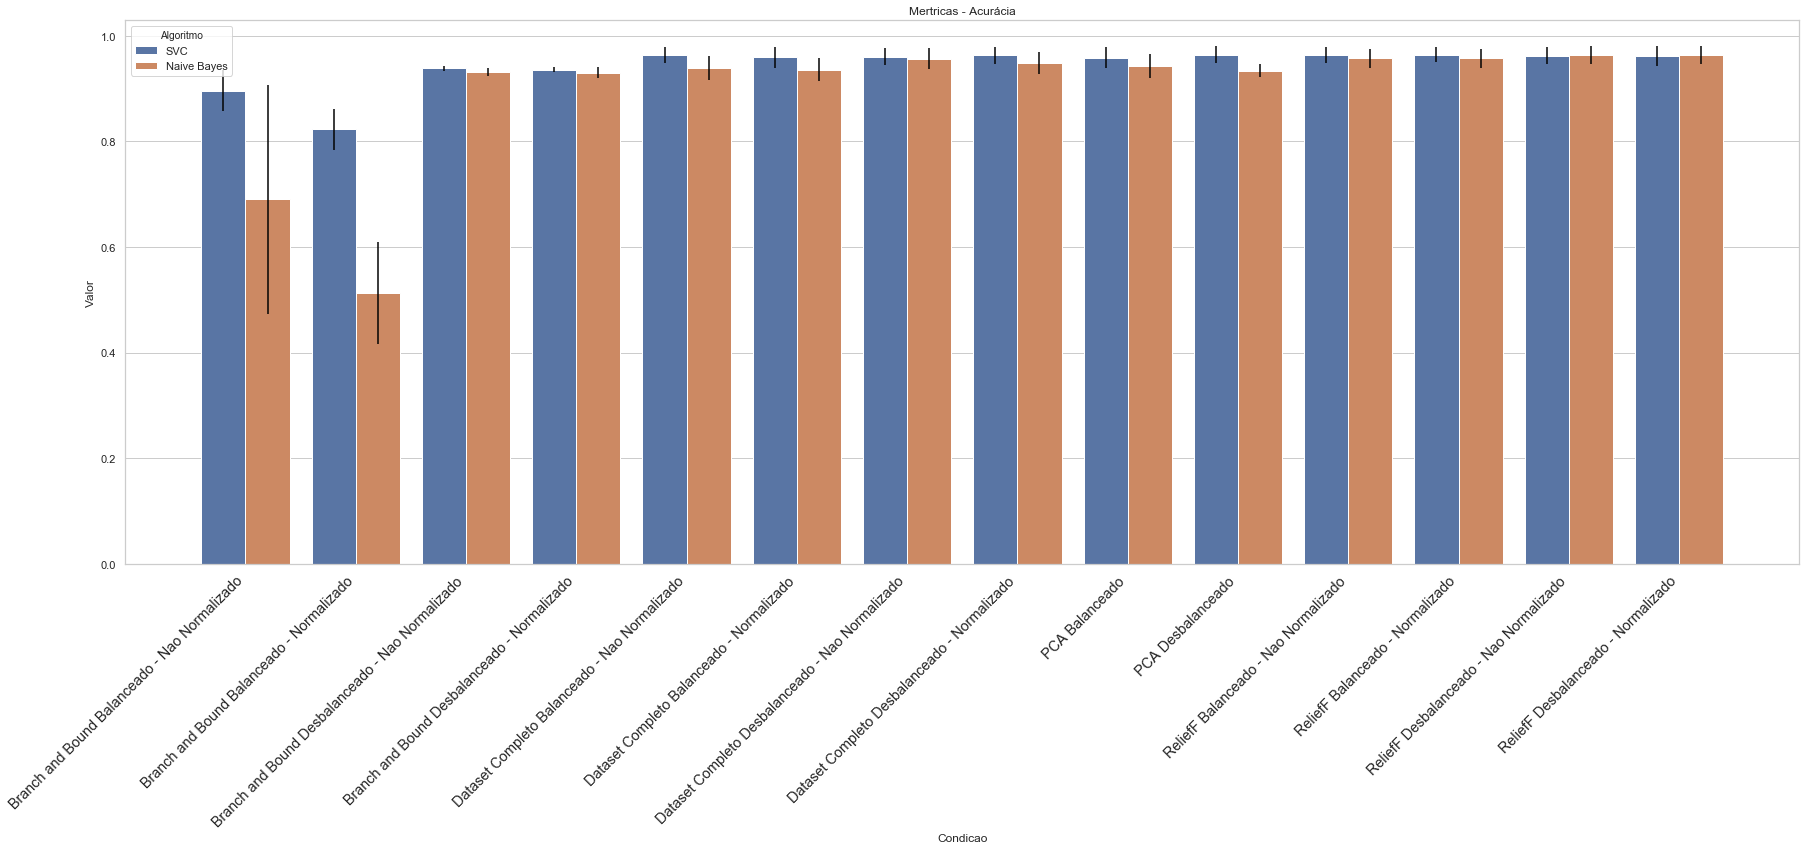 Mertricas - Acurácia
Algoritmo
SVC
Naive Bayes
1.0
0.8
0.6
0.4
0.2
0.0
Valor
Branch and Bound Balanceado - Nao Normalizado
Branch and Bound Balanceado - Normalizado
Branch and Bound Desbalanceado - Nao Normalizado
Branch and Bound Desbalanceado - Normalizado
Dataset Completo Balanceado - Nao Normalizado
Dataset Completo Balanceado - Normalizado
Dataset Completo Desbalanceado - Nao Normalizado
Dataset Completo Desbalanceado - Normalizado
PCA Balanceado
PCA Desbalanceado
ReliefF Balanceado - Nao Normalizado
ReliefF Balanceado - Normalizado
ReliefF Desbalanceado - Nao Normalizado
ReliefF Desbalanceado - Normalizado
Condicao